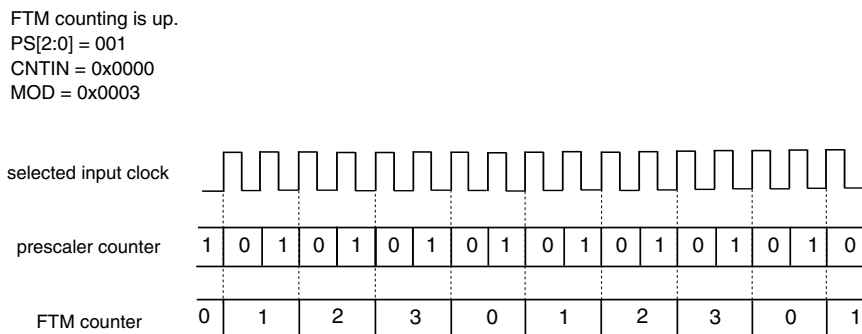 FTM counting is up.
PS[2:0] = 001
CNTIN = 0x0000
MOD = 0x0003
selected input clock
prescaler counter 1 0 1 0 1 0 1 0 1 0 1 0 1 0 1 0 1 0
FTM counter 0 1 2 3 0 1 2 3 0 1